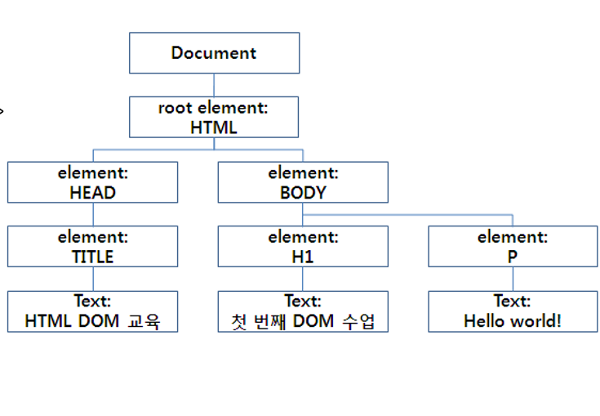 Document
root element:
HTML
element:
HEAD
element:
BODY
element:
TITLE
element:
H1
element:
P
Text:
HTML DOM 교육
Text:
첫 번째 DOM 수업
Text:
Hello world!